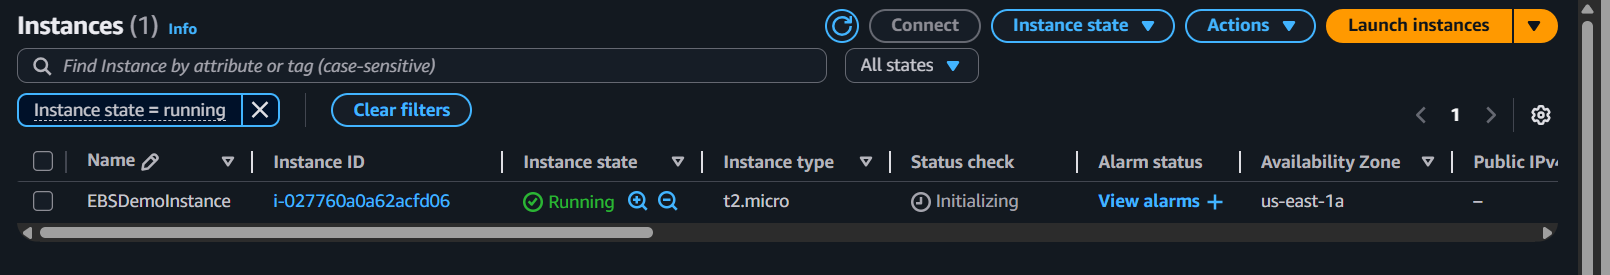 Instances (1) Info Connect Instance state Actions Launch instances
Find Instance by attribute or tag (case-sensitive) All states
Instance state = running Clear filters 1
Name Instance ID Instance state Instance type Status check Alarm status Availability Zone Public IPv4
EBSDemoInstance i-027760a0a62acfd06 Running t2.micro Initializing View alarms + us-east-1a –